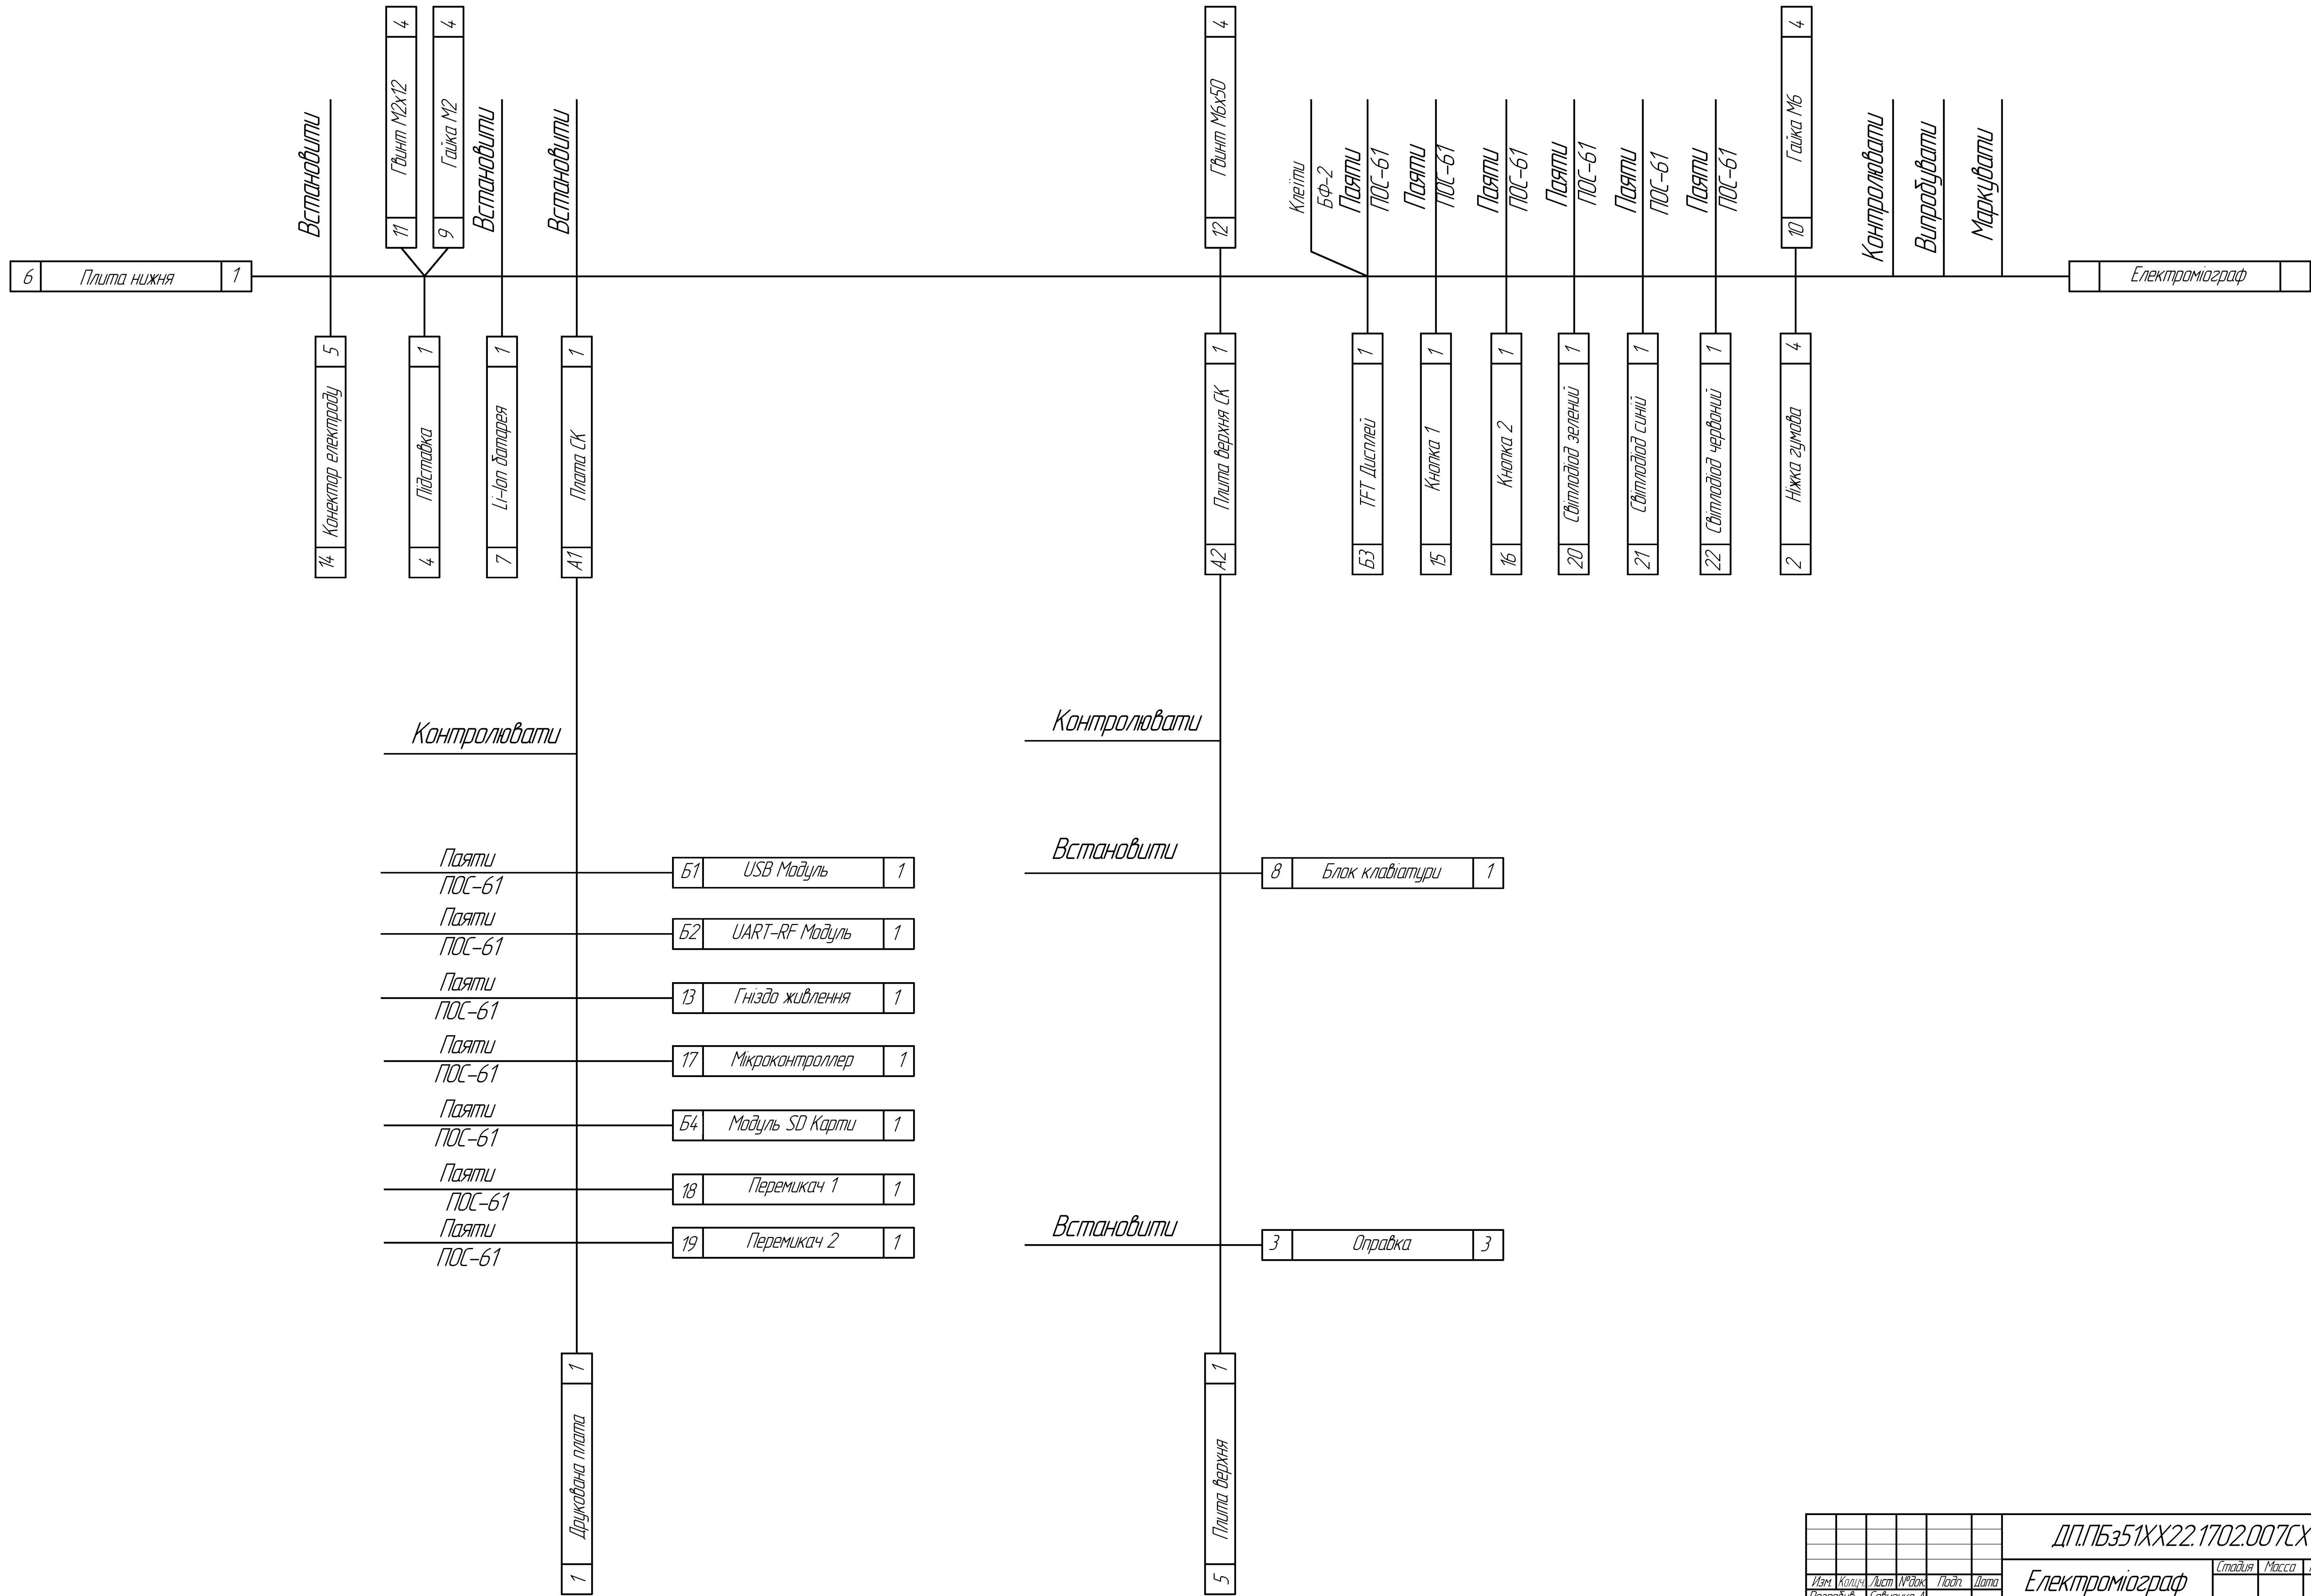 4
Гвинт М2х12
11
4
Гайка М2
9
4
Гвинт М6х50
12
4
Гайка М6
10
Встановити
Встановити
Встановити
Клеїти
БФ-2
Паяти
ПОС-61
Паяти
ПОС-61
Паяти
ПОС-61
Паяти
ПОС-61
Паяти
ПОС-61
Паяти
ПОС-61
Контролювати
Випробувати
Маркувати
6 Плита нижня 1
Електроміограф
14 Конектор електроду 5
4 Підставка 1
7 Li-Ion батарея 1
А1 Плата СК 1
А2 Плита верхня СК 1
Б3 TFT Дисплей 1
15 Кнопка 1 1
16 Кнопка 2 1
20 Світлодіод зелений 1
21 Світлодіод синій 1
22 Світлодіод червоний 1
2 Ніжка гумова 4
Контролювати
Паяти
ПОС-61
Б1 USB Модуль 1
Паяти
ПОС-61
Б2 UART-RF Модуль 1
Паяти
ПОС-61
13 Гніздо живлення 1
Паяти
ПОС-61
17 Мікроконтроллер 1
Паяти
ПОС-61
Б4 Модуль SD Карти 1
Паяти
ПОС-61
18 Перемикач 1 1
Паяти
ПОС-61
19 Перемикач 2 1
1 Друкована плата 1
Контролювати
Встановити
8 Блок клавіатури 1
Встановити
3 Оправка 3
5 Плита верхня 1
ДП.ПБз51ХХ22.1702.007СХ
Стадия Масса
Изм. Колич. Лист №док. Подп. Дата
Електроміограф